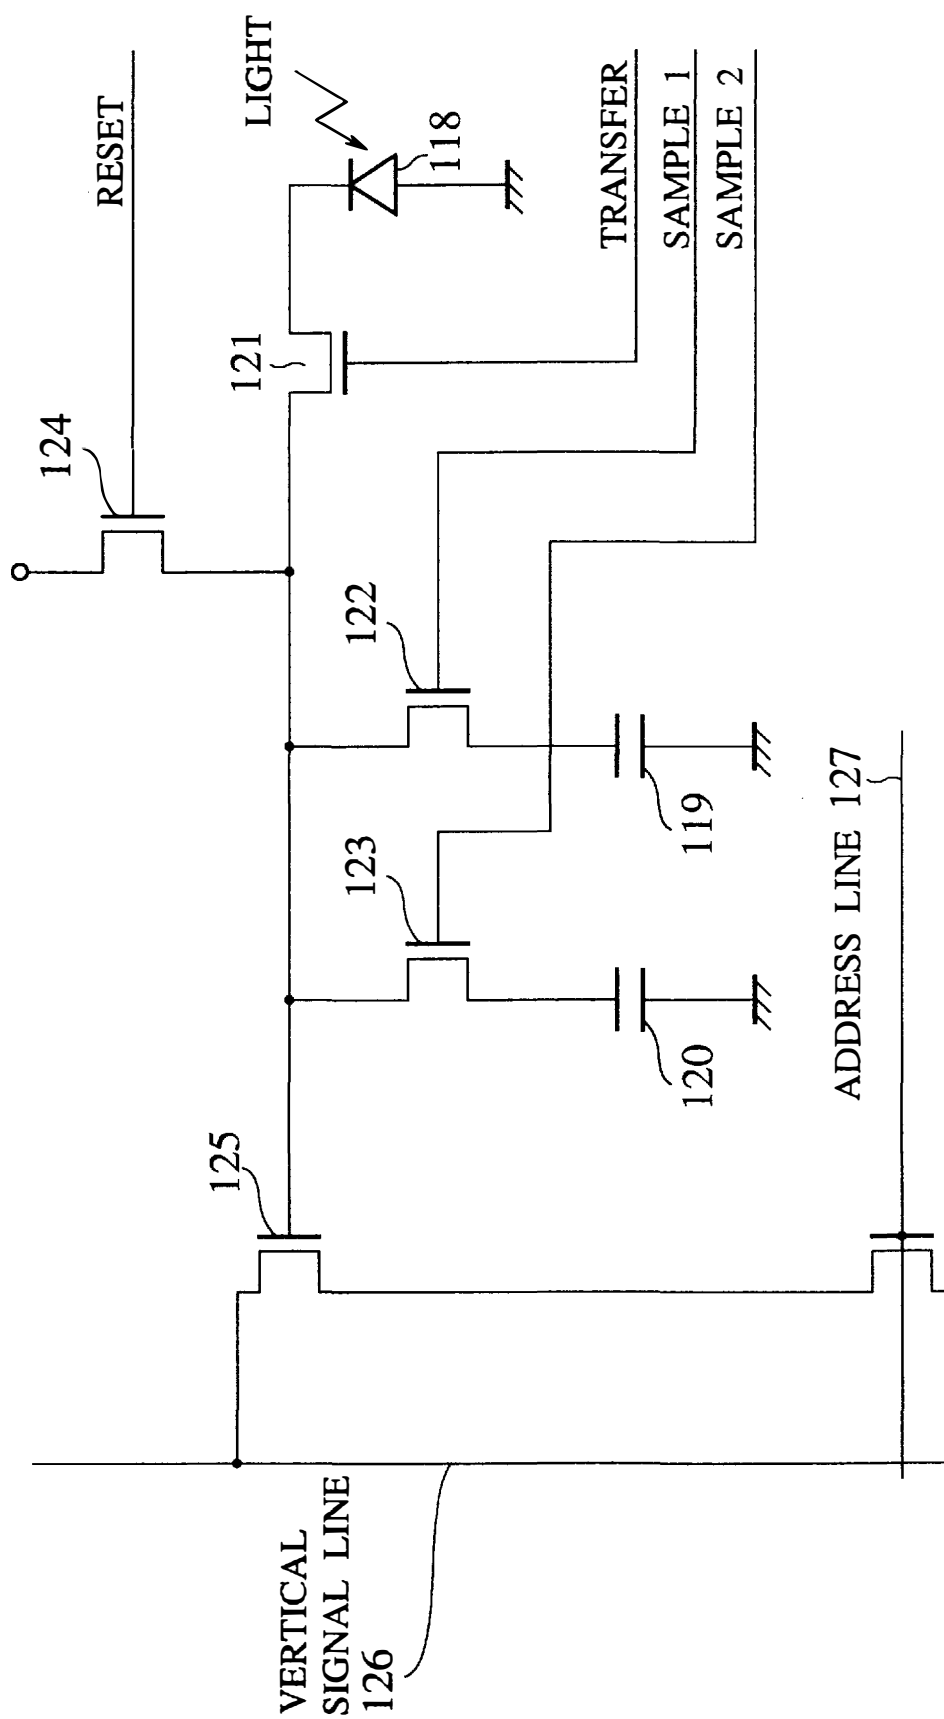 RESET
LIGHT
118
124
121
TRANSFER
SAMPLE 1
SAMPLE 2
122
119
123
120
125
ADDRESS LINE 127
VERTICAL
SIGNAL LINE
126